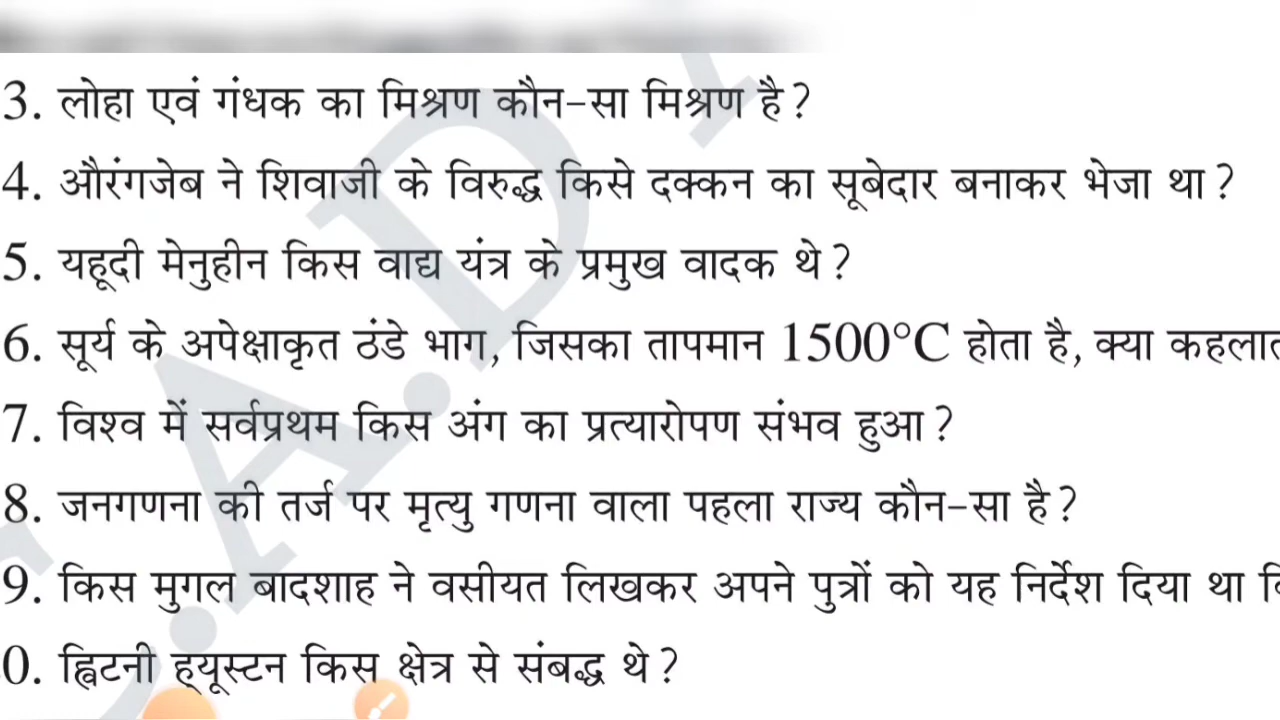 3. लोहा एवं गंधक का मिश्रण कौन-सा मिश्रण है?
4. औरंगजेब ने शिवाजी के विरुद्ध किसे दक्कन का सूबेदार बनाकर भेजा था?
5. यहूदी मेनुहीन किस वाद्य यंत्र के प्रमुख वादक थे?
6. सूर्य के अपेक्षाकृत ठंडे भाग, जिसका तापमान 1500°C होता है, क्या
7. विश्व में सर्वप्रथम किस अंग का प्रत्यारोपण संभव हुआ?
8. जनगणना की तर्ज पर मृत्यु गणना वाला पहला राज्य कौन-सा है?
9. किस मुगल बादशाह ने वसीयत लिखकर अपने पुत्रों को यह निर्देश दिया था
0. ह्विटनी ह्यूस्टन किस क्षेत्र से संबद्ध थे?